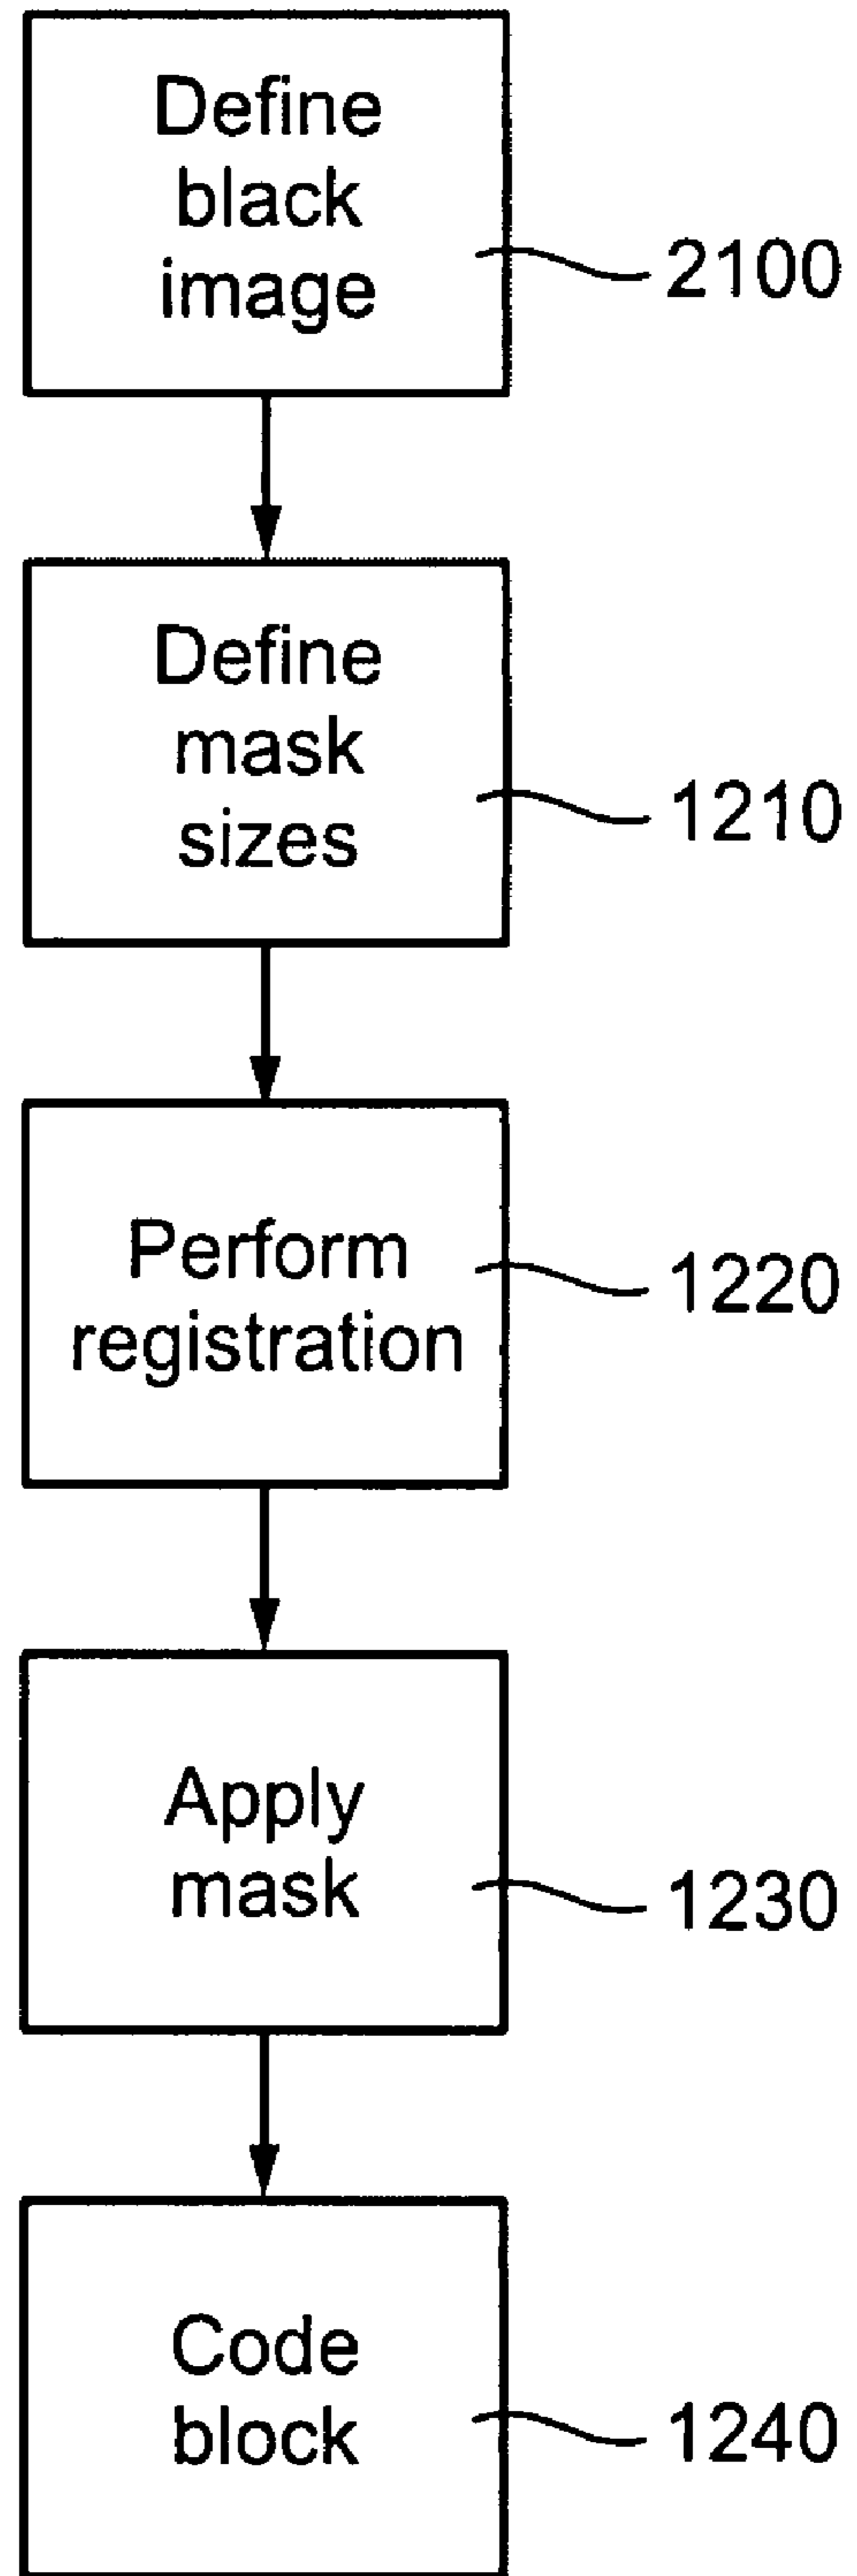 Define
black
image
2100
Define
mask
sizes
1210
Perform
registration
1220
Apply
mask
1230
Code
block
1240